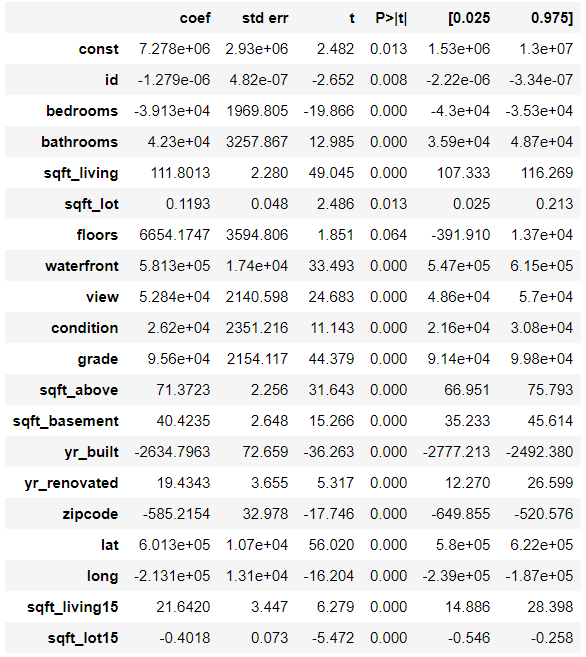 coef std err t P>|t| [0.025 0.975]
const 7.278e+06 2.93e+06 2.482 0.013 1.53e+06 1.3e+07
id -1.279e-06 4.82e-07 -2.652 0.008 -2.22e-06 -3.34e-07
bedrooms -3.913e+04 1969.805 -19.866 0.000 -4.3e+04 -3.53e+04
bathrooms 4.23e+04 3257.867 12.985 0.000 3.59e+04 4.87e+04
sqft_living 111.8013 2.280 49.045 0.000 107.333 116.269
sqft_lot 0.1193 0.048 2.486 0.013 0.025 0.213
floors 6654.1747 3594.806 1.851 0.064 -391.910 1.37e+04
waterfront 5.813e+05 1.74e+04 33.493 0.000 5.47e+05 6.15e+05
view 5.284e+04 2140.598 24.683 0.000 4.86e+04 5.7e+04
condition 2.62e+04 2351.216 11.143 0.000 2.16e+04 3.08e+04
grade 9.56e+04 2154.117 44.379 0.000 9.14e+04 9.98e+04
sqft_above 71.3723 2.256 31.643 0.000 66.951 75.793
sqft_basement 40.4235 2.648 15.266 0.000 35.233 45.614
yr_built -2634.7963 72.659 -36.263 0.000 -2777.213 -2492.380
yr_renovated 19.4343 3.655 5.317 0.000 12.270 26.599
zipcode -585.2154 32.978 -17.746 0.000 -649.855 -520.576
lat 6.013e+05 1.07e+04 56.020 0.000 5.8e+05 6.22e+05
long -2.131e+05 1.31e+04 -16.204 0.000 -2.39e+05 -1.87e+05
sqft_living15 21.6420 3.447 6.279 0.000 14.886 28.398
sqft_lot15 -0.4018 0.073 -5.472 0.000 -0.546 -0.258